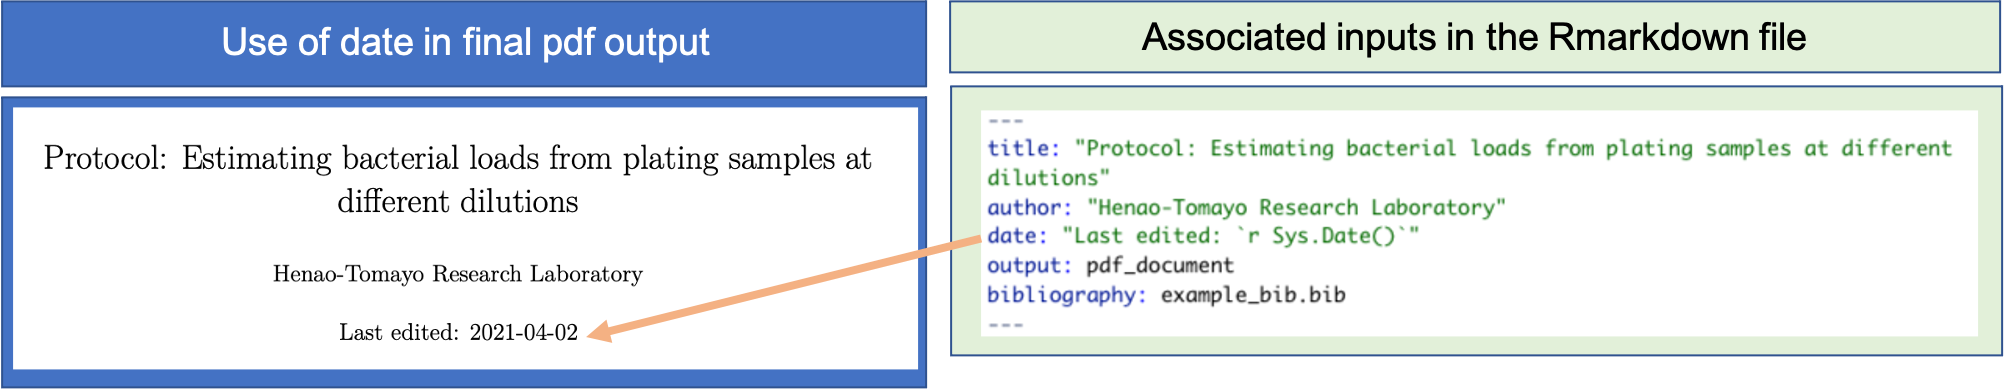 Use of date in final pdf output
Protocol: Estimating bacterial loads from plating samples at
different dilutions
Henao-Tomayo Research Laboratory
Last edited: 2021-04-02
Associated inputs in the Rmarkdown file
---
title: "Protocol: Estimating bacterial loads from plating samples at different
dilutions"
author: "Henao-Tomayo Research Laboratory"
date: "Last edited: `r Sys.Date()`"
output: pdf_document
bibliography: example_bib.bib
---